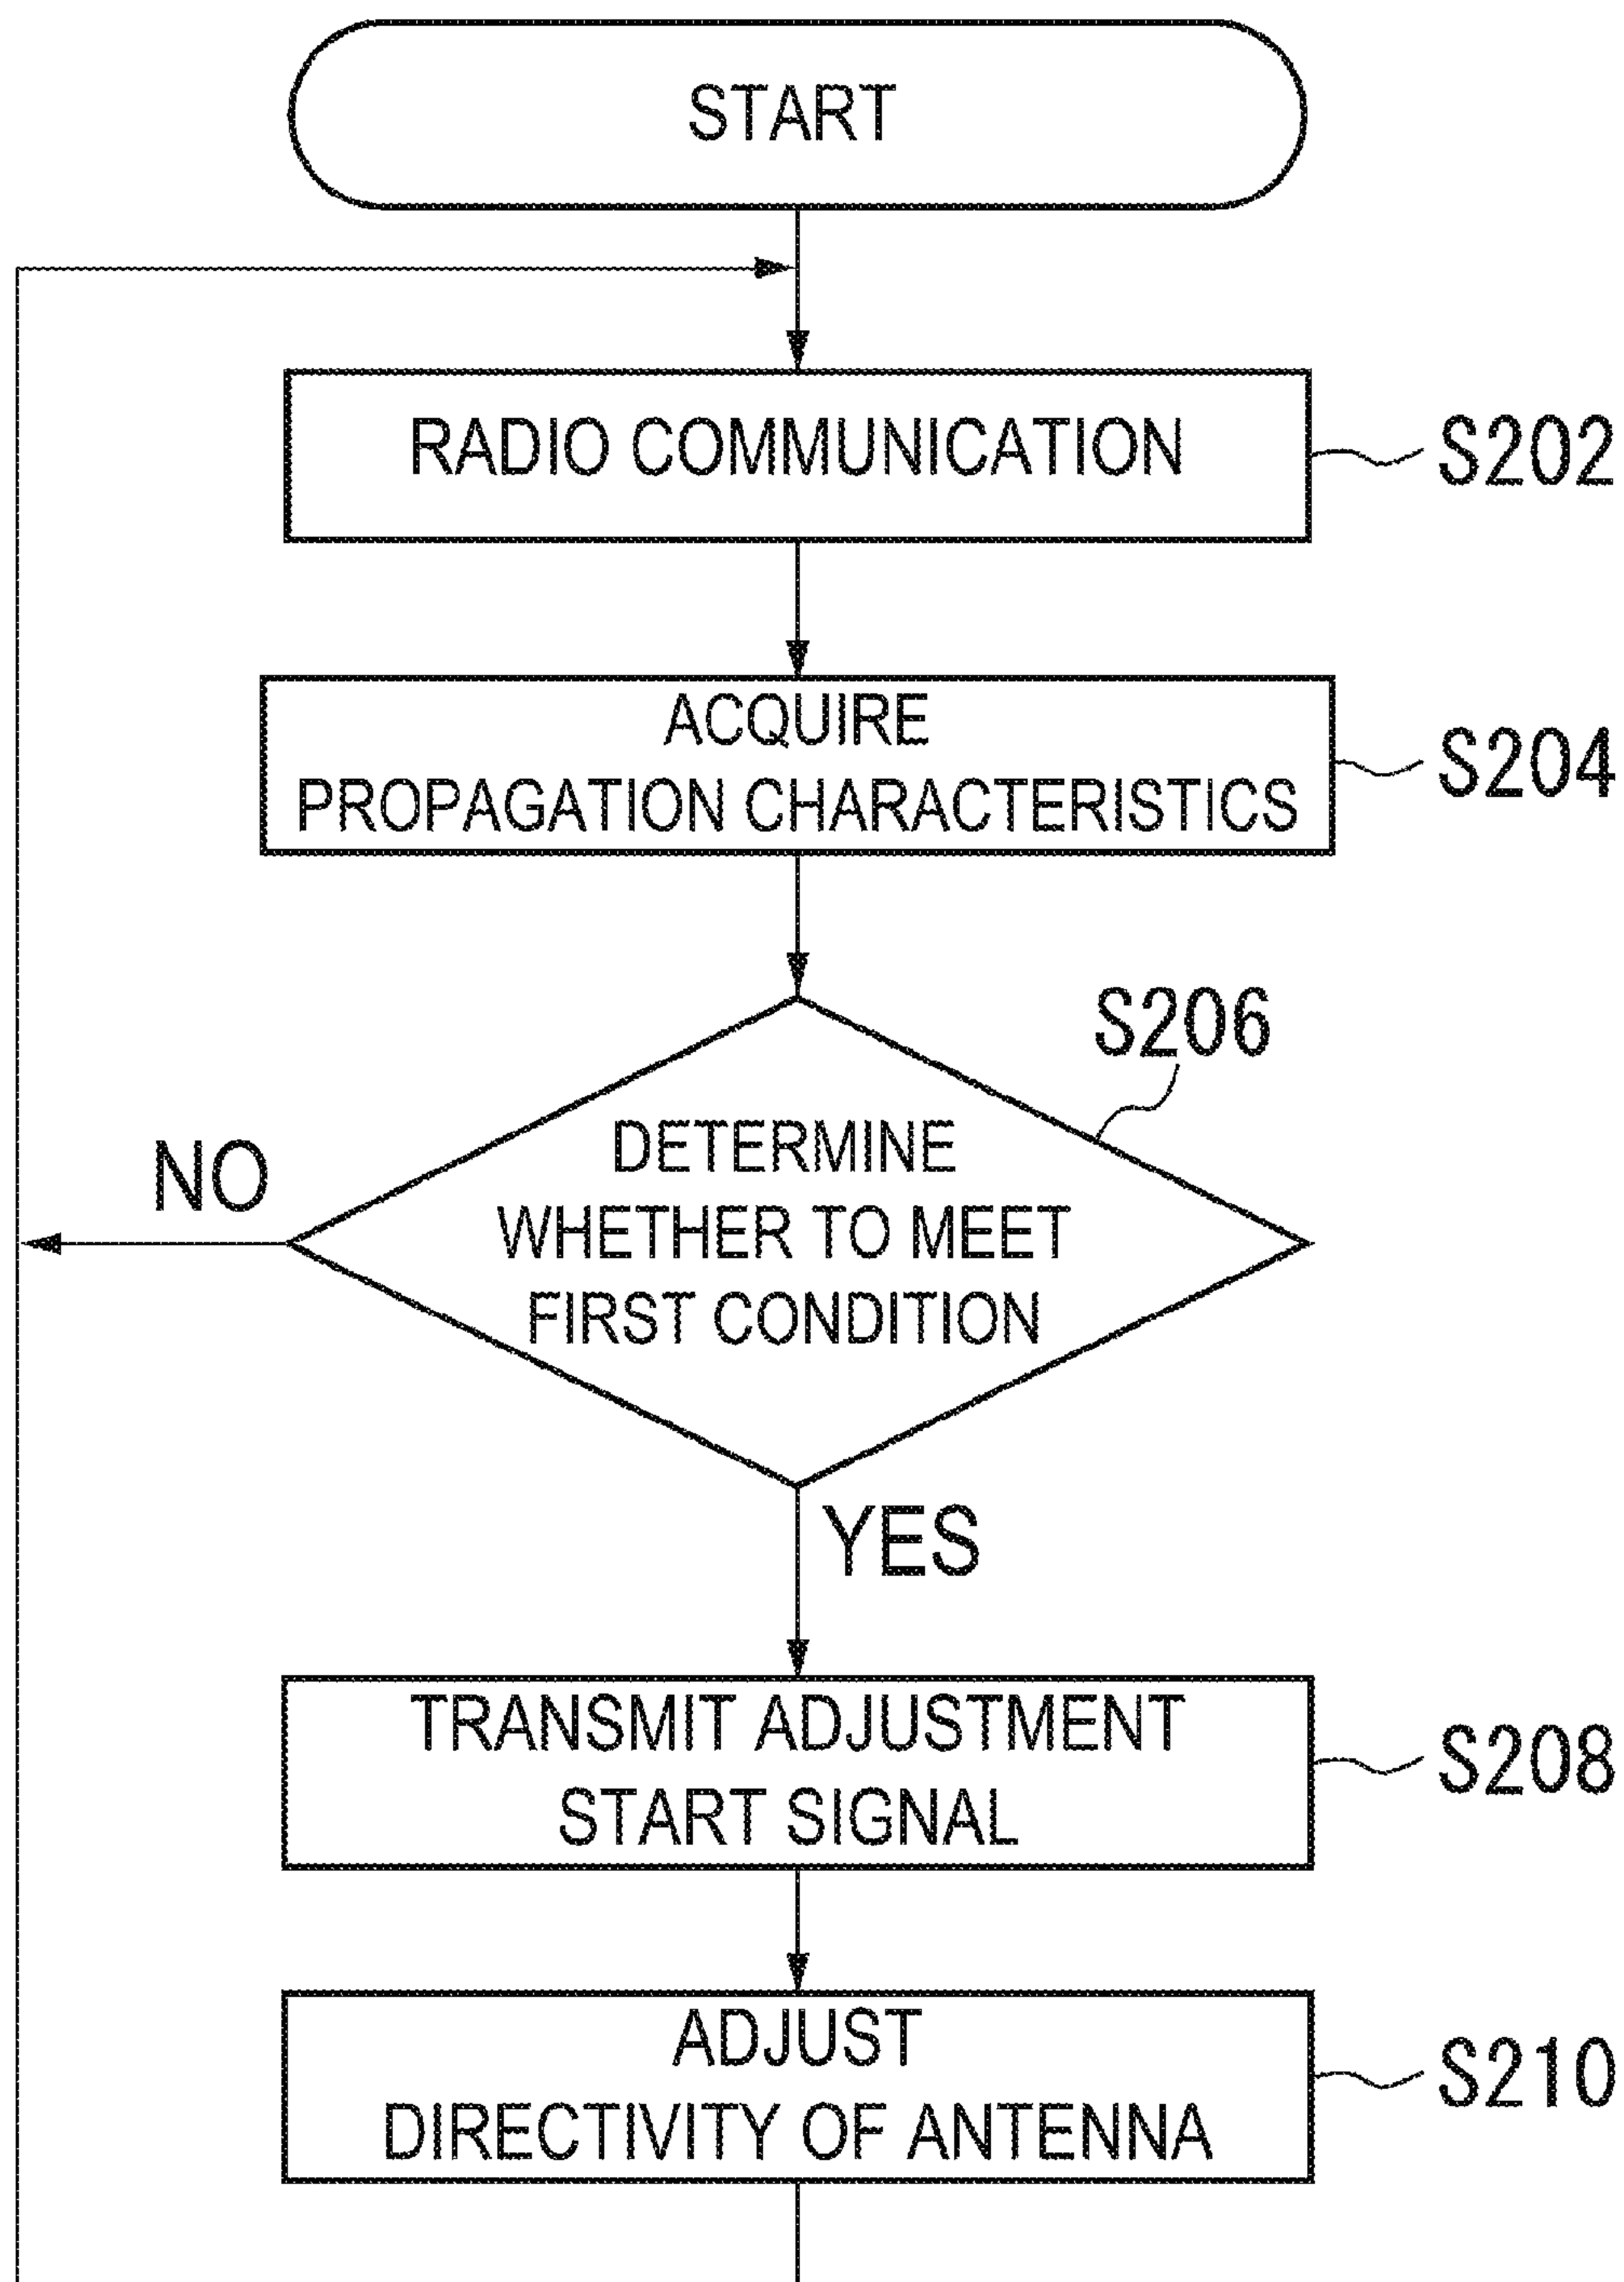 START
RADIO COMMUNICATION
S202
ACQUIRE
PROPAGATION CHARACTERISTICS
S204
S206
DETERMINE
WHETHER TO MEET
FIRST CONDITION
NO
YES
TRANSMIT ADJUSTMENT
START SIGNAL
S208
ADJUST
DIRECTIVITY OF ANTENNA
S210